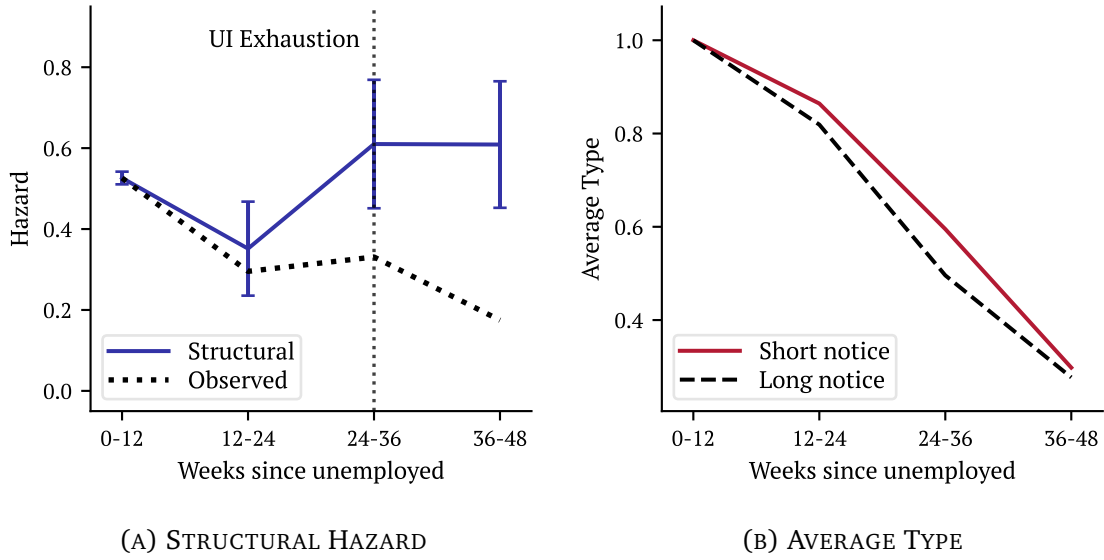 UI Exhaustion
0.8
0.6
0.4
0.2
0.0
Hazard
Structural
Observed
0-12
12-24
24-36
36-48
Weeks since unemployed
(A) STRUCTURAL HAZARD
1.0
0.8
0.6
0.4
Average Type
Short notice
Long notice
0-12
12-24
24-36
36-48
Weeks since unemployed
(B) AVERAGE TYPE